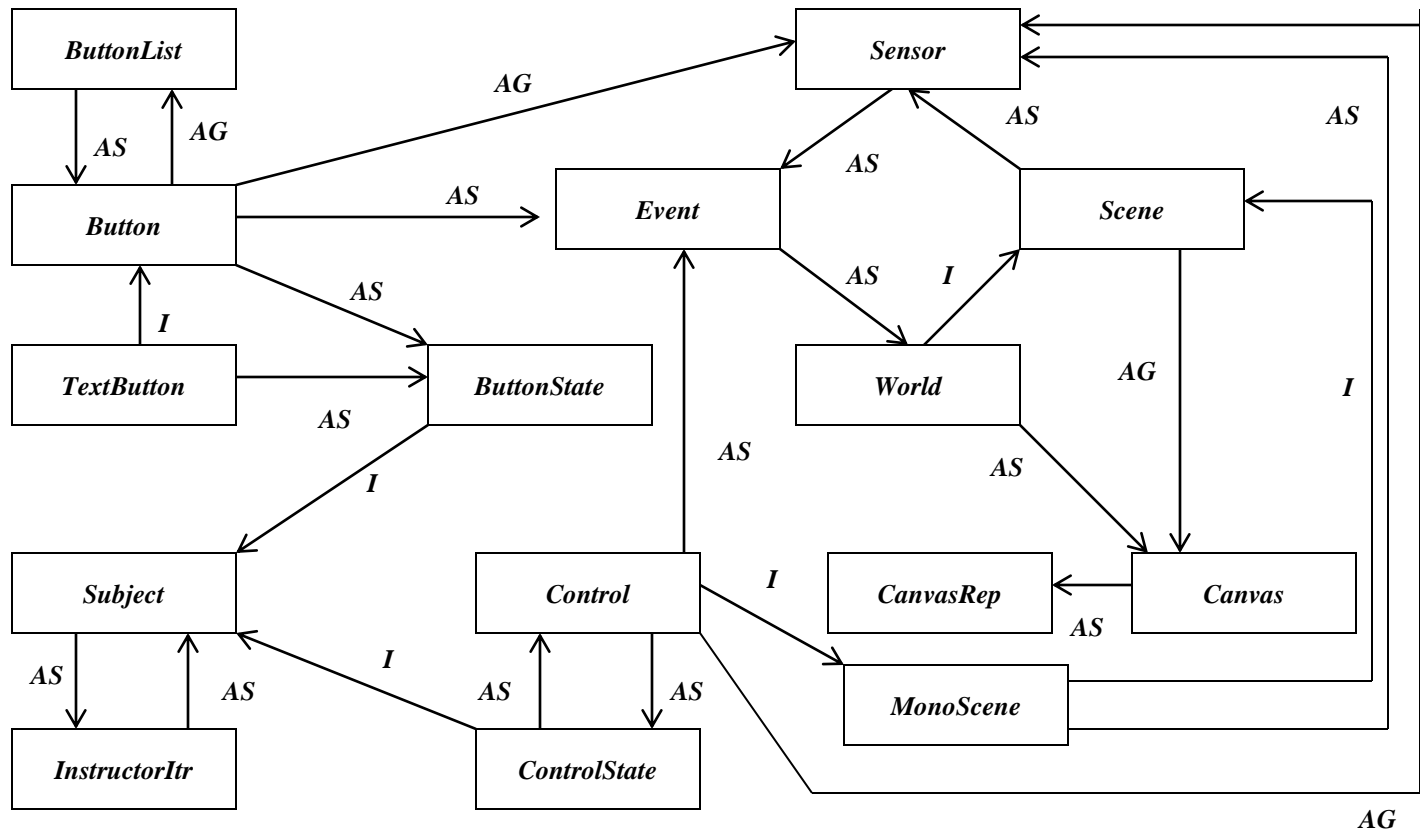 ButtonList
Sensor
AG
AS
AS
AS
AG
AS
AS
Event
Scene
Button
AS
I
AS
I
TextButton
ButtonState
World
AG
I
AS
AS
AS
I
Subject
Control
I
CanvasRep
Canvas
AS
I
AS
AS
AS
AS
MonoScene
InstructorItr
ControlState
AG